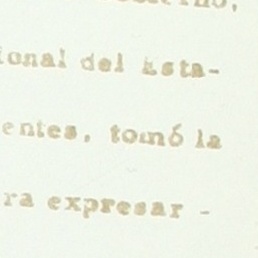 ional del Esta-
entes, tomó la
ra expresar -